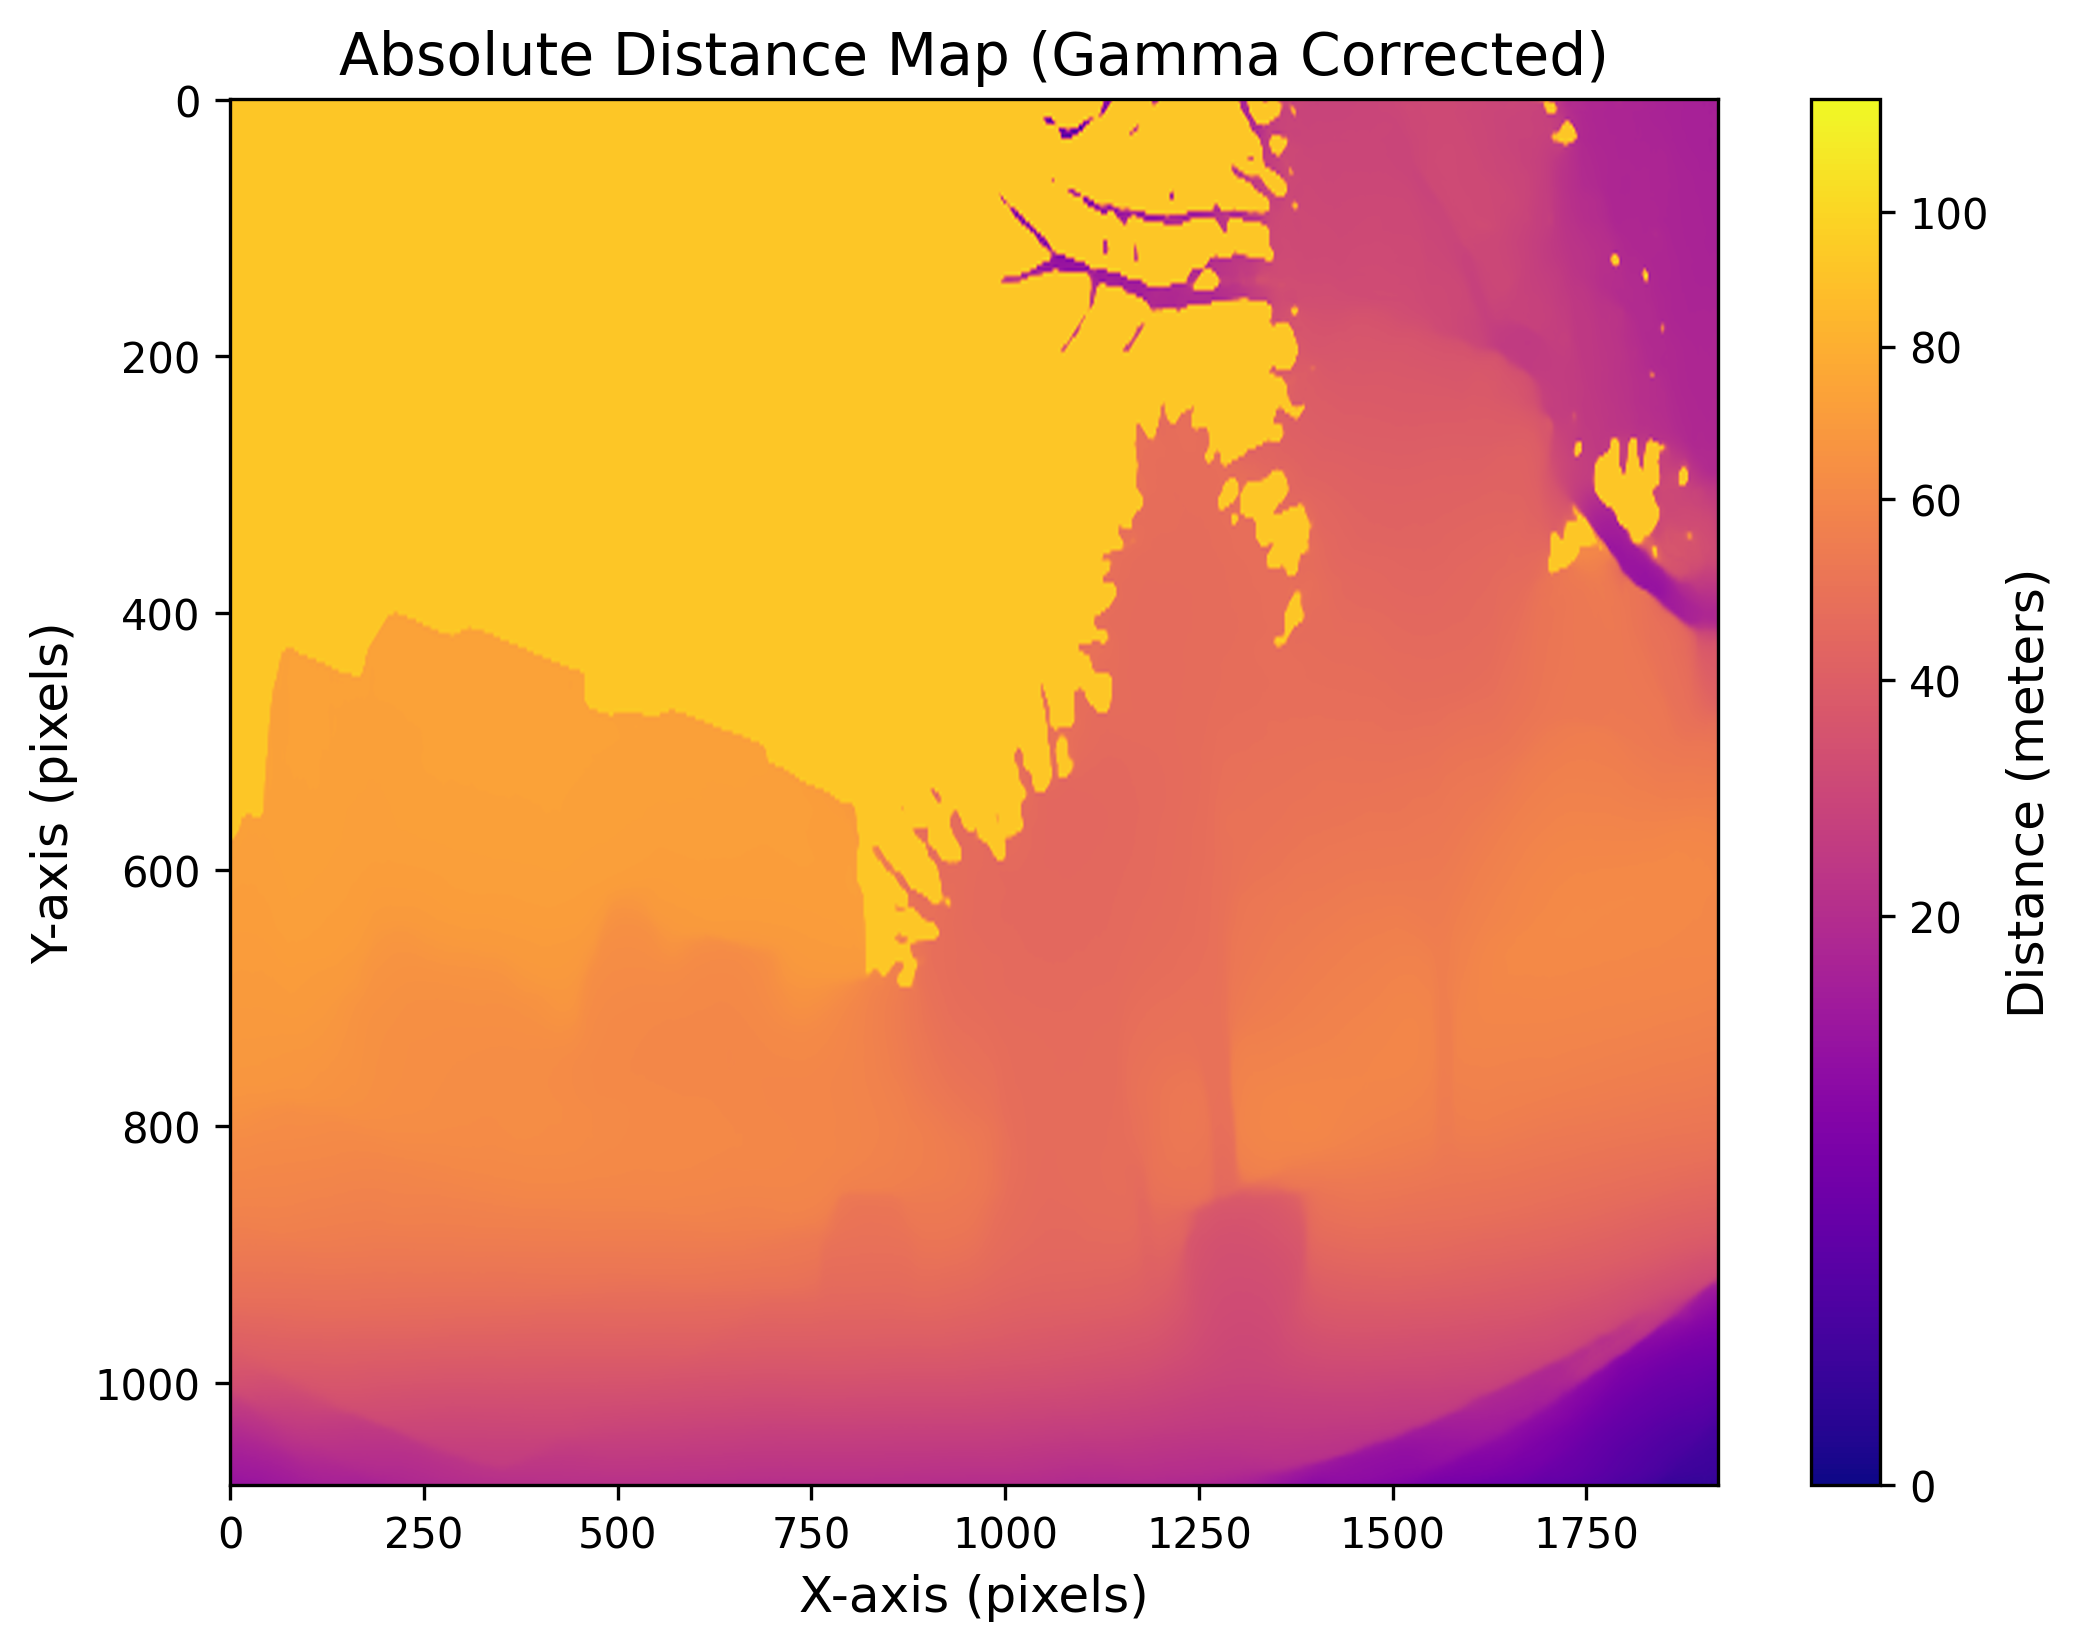 Absolute Distance Map (Gamma Corrected)
0
200
400
600
800
1000
Y-axis (pixels)
0 250 500 750 1000 1250 1500 1750
X-axis (pixels)
100
80
60
40
20
0
Distance (meters)